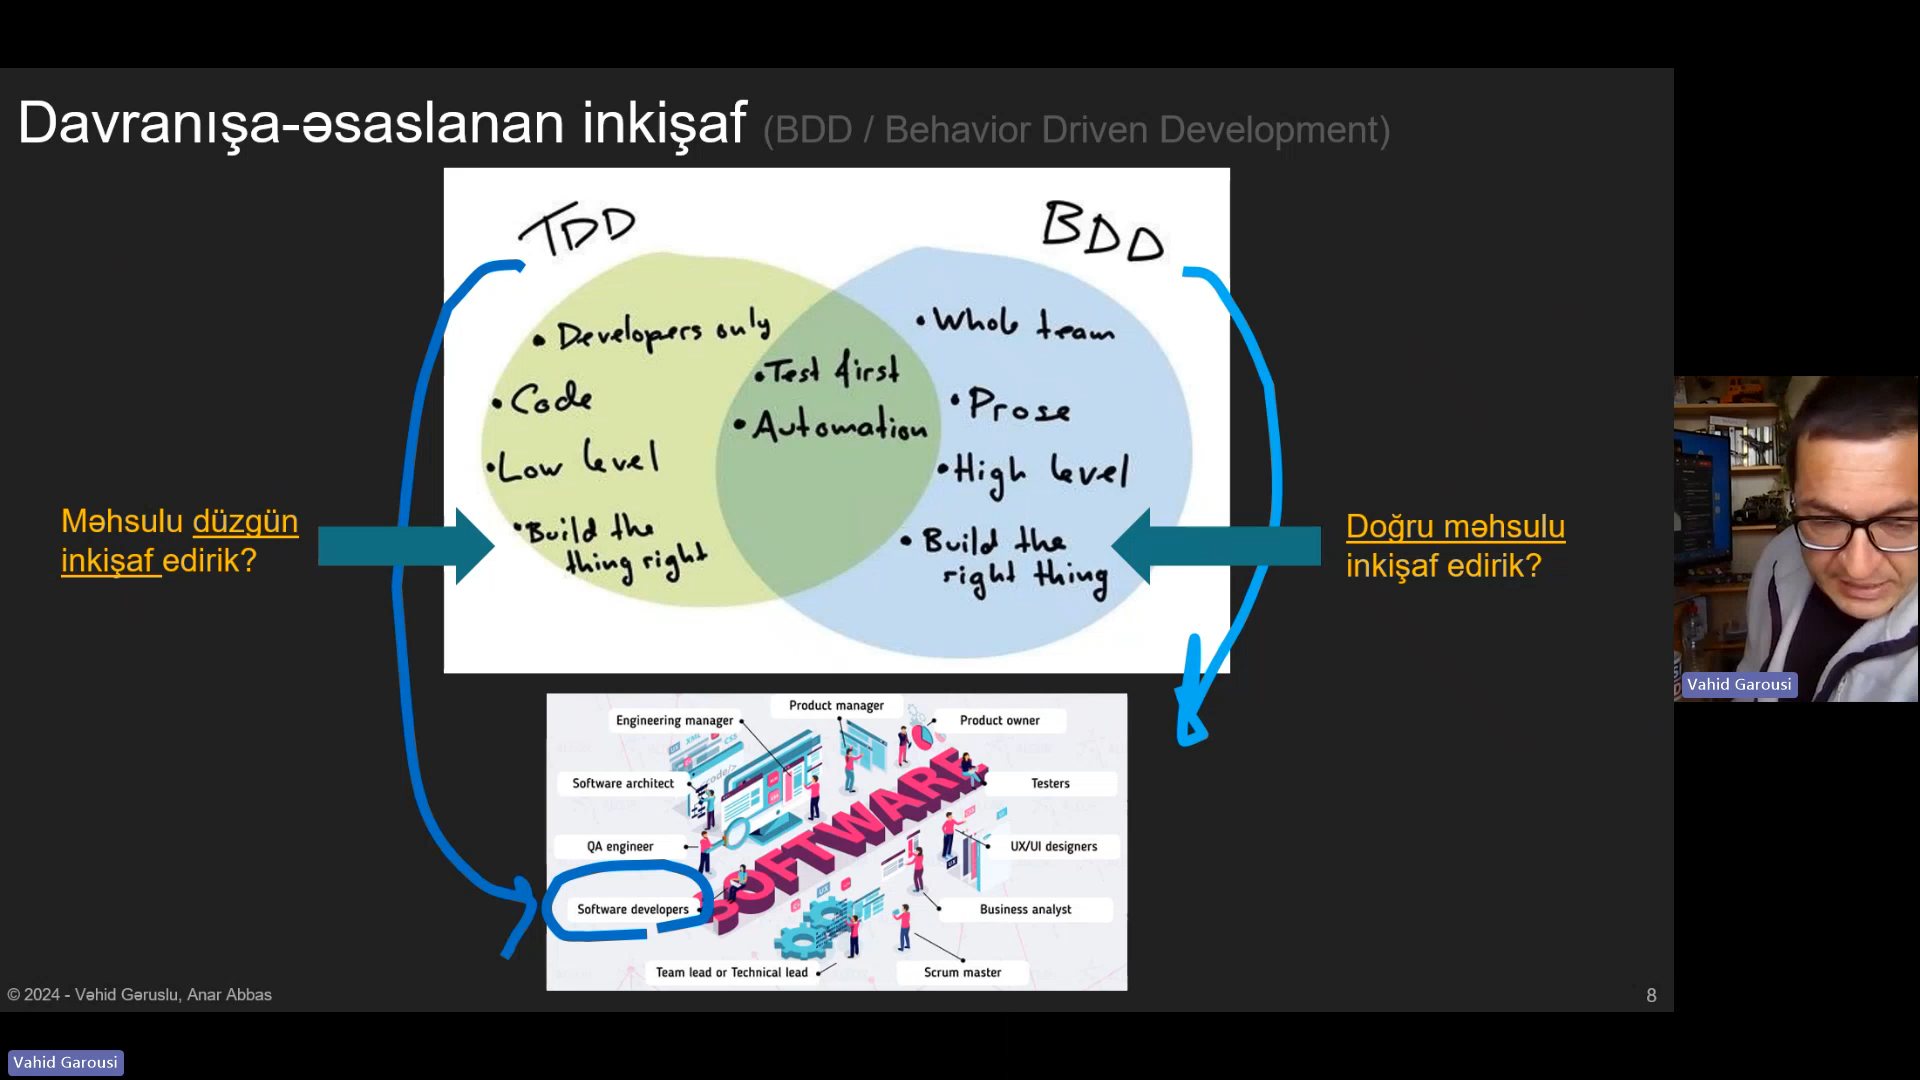 Davranışa-əsaslanan inkişaf (BDD / Behavior Driven Development)
TDD
BDD
• Developers only
• Code
• Low level
• Build the
thing right
• Test first
• Automation
• Whole team
• Prose
• High level
• Build the
right thing
Məhsulu düzgün
inkişaf edirik?
Doğru məhsulu
inkişaf edirik?
Product manager
Engineering manager
Product owner
Software architect
Testers
QA engineer
UX/UI designers
Software developers
Business analyst
Team lead or Technical lead
Scrum master
SOFTWARE
XML
CSS
code/>
© 2024 - Vəhid Gəruslu, Anar Abbas
8
Vahid Garousi
Vahid Garousi